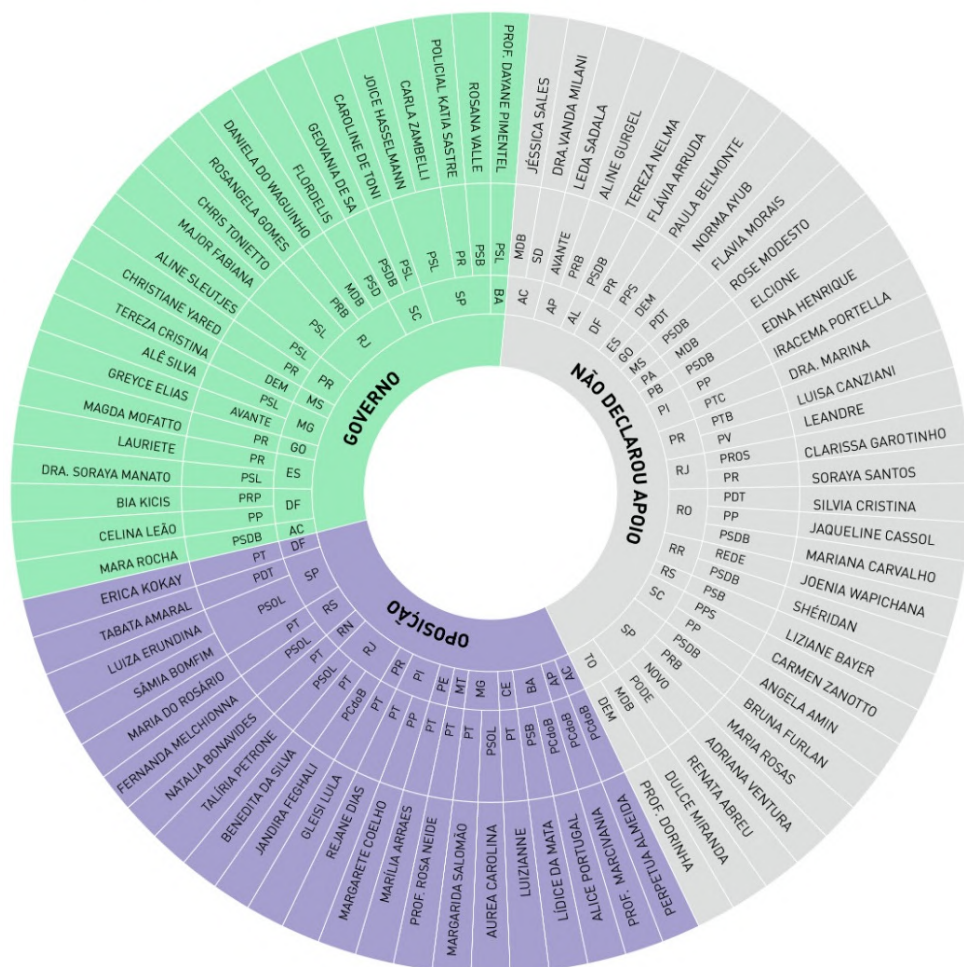 NÃO DECLAROU APOIO
AC
AP
AL
DF
ES
GO
MS
PA
PB
PI
PR
RJ
RO
RR
RS
SC
SP
TO
MDB
SD
AVANTE
PRB
PSDB
PR
PPS
DEM
PDT
PSDB
MDB
PSDB
PP
PTC
PTB
PV
PROS
PR
PDT
PP
PSDB
REDE
PSDB
PSB
PPS
PP
PSDB
PRB
NOVO
PODE
MDB
DEM
JÉSSICA SALES
DRA.VANDA MILANI
LEDA SADALA
ALINE GURGEL
TEREZA NELMA
FLÁVIA ARRUDA
PAULA BELMONTE
NORMA AYUB
FLAVIA MORAIS
ROSE MODESTO
ELCIONE
EDNA HENRIQUE
IRACEMA PORTELLA
DRA. MARINA
LUISA CANZIANI
LEANDRE
CLARISSA GAROTINHO
SORAYA SANTOS
SILVIA CRISTINA
JAQUELINE CASSOL
MARIANA CARVALHO
JOENIA WAPICHANA
SHÉRIDAN
LIZIANE BAYER
CARMEN ZANOTTO
ANGELA AMIN
BRUNA FURLAN
MARIA ROSAS
ADRIANA VENTURA
RENATA ABREU
DULCE MIRANDA
PROF. DORINHA
OPOSIÇÃO
AC
AP
BA
CE
MG
MT
PE
PI
PR
RJ
RN
RS
SP
DF
PCdoB
PCdoB
PCdoB
PSB
PT
PSOL
PT
PT
PT
PP
PT
PT
PCdoB
PT
PSOL
PT
PSOL
PT
PSOL
PDT
PT
PERPETUA ALMEIDA
PROF. MARCIVANIA
ALICE PORTUGAL
LÍDICE DA MATA
LUIZIANNE
AUREA CAROLINA
MARGARIDA SALOMÃO
PROF. ROSA NEIDE
MARÍLIA ARRAES
MARGARETE COELHO
REJANE DIAS
GLEISI LULA
JANDIRA FEGHALI
BENEDITA DA SILVA
TALÍRIA PETRONE
NATALIA BONAVIDES
FERNANDA MELCHIONNA
MARIA DO ROSÁRIO
SÂMIA BOMFIM
LUIZA ERUNDINA
TABATA AMARAL
ERICA KOKAY
GOVERNO
AC
DF
ES
GO
MG
MS
PR
RJ
SC
SP
BA
PSDB
PP
PRP
PSL
PR
PR
AVANTE
PSL
DEM
PR
PSL
PSL
PRB
MDB
PSD
PSDB
PSL
PSL
PR
PSB
PSL
MARA ROCHA
CELINA LEÃO
BIA KICIS
DRA. SORAYA MANATO
LAURIETE
MAGDA MOFATTO
GREYCE ELIAS
ALÊ SILVA
TEREZA CRISTINA
CHRISTIANE YARED
ALINE SLEUTJES
MAJOR FABIANA
CHRIS TONIETTO
ROSANGELA GOMES
DANIELA DO WAGUINHO
FLORDELIS
GEOVANIA DE SA
CAROLINE DE TONI
JOICE HASSELMANN
CARLA ZAMBELLI
POLICIAL KATIA SASTRE
ROSANA VALLE
PROF. DAYANE PIMENTEL